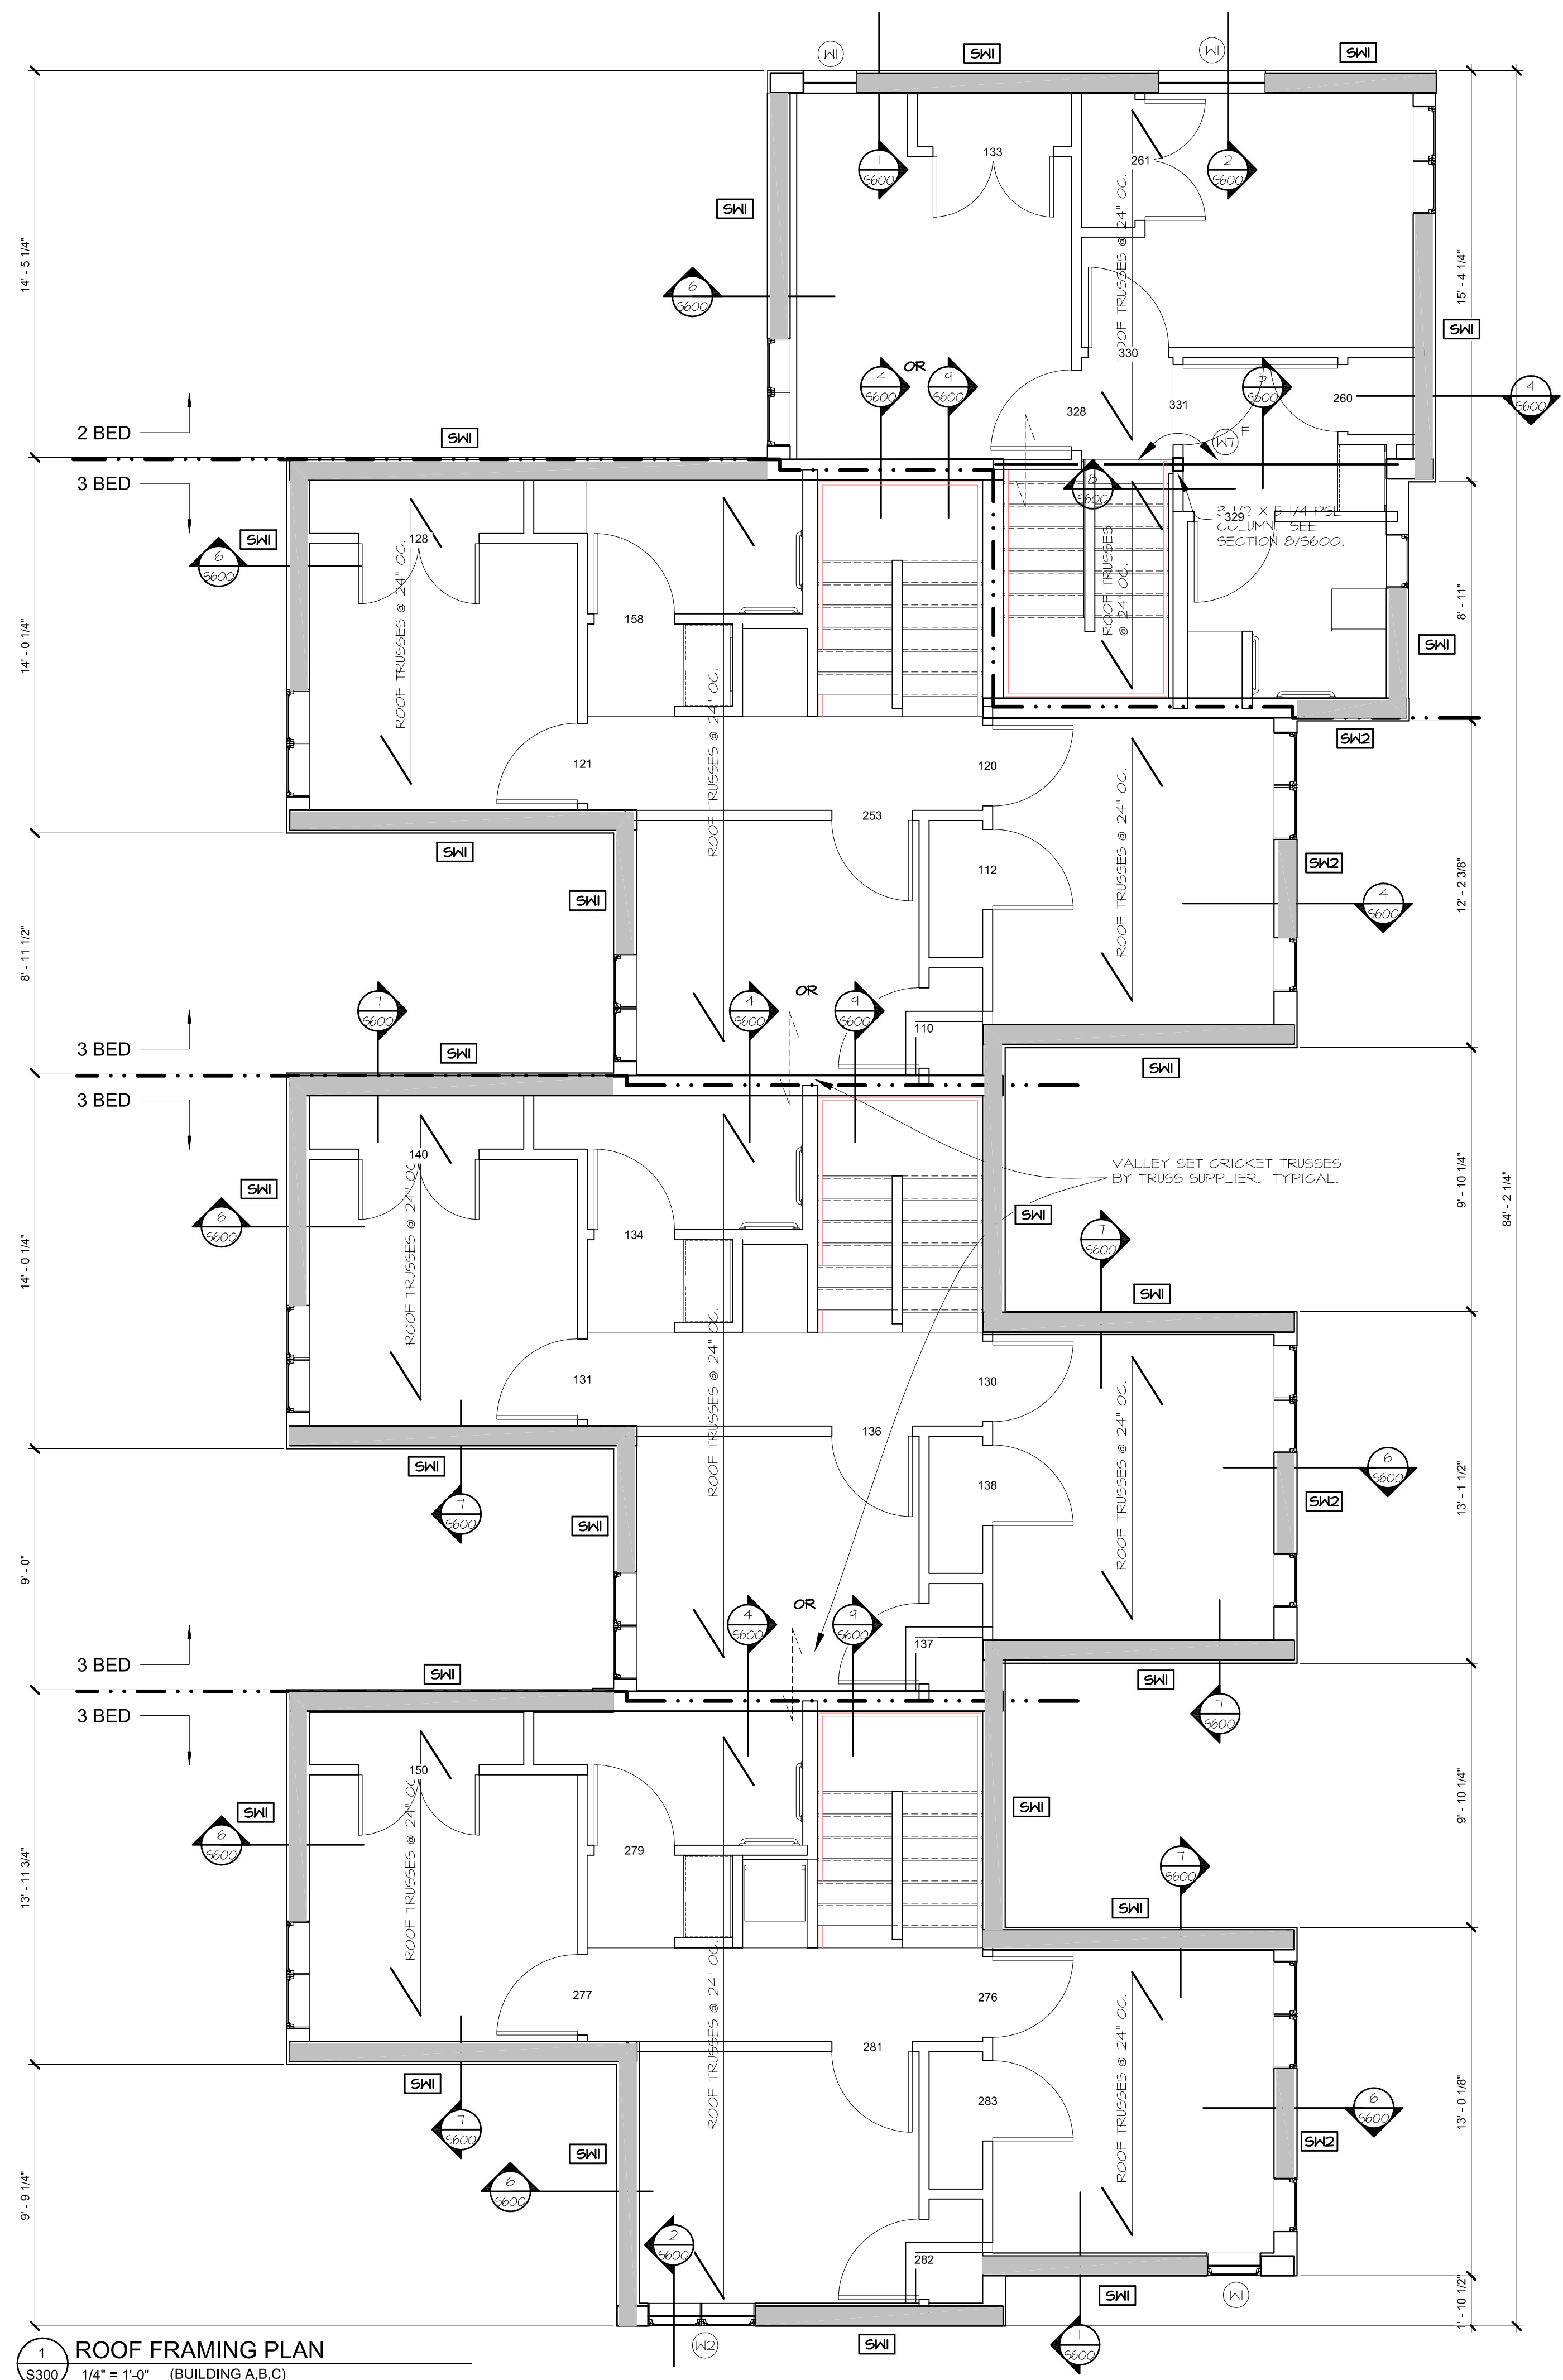 W1
SW1
W1
SW1
133
261
1
S600
2
S600
SW1
ROOF TRUSSES @ 24" OC.
14' - 5 1/4"
15' - 4 1/4"
6
S600
SW1
330
OR
4
S600
9
S600
5
S600
328
331
260
4
S600
W7
F
2 BED
SW1
3 BED
8
S600
3 1/2 X 5 1/4 PSL
COLUMN. SEE
SECTION 8/S600.
329
SW1
6
S600
128
ROOF TRUSSES @ 24" OC.
158
ROOF TRUSSES
@ 24" OC.
8' - 11"
14' - 0 1/4"
SW1
ROOF TRUSSES @ 24" OC.
SW2
121
120
253
SW1
112
ROOF TRUSSES @ 24" OC.
SW2
4
S600
12' - 2 3/8"
SW1
8' - 11 1/2"
7
S600
4
S600
OR
9
S600
110
3 BED
SW1
SW1
3 BED
140
VALLEY SET CRICKET TRUSSES
BY TRUSS SUPPLIER. TYPICAL.
9' - 10 1/4"
84' - 2 1/4"
SW1
6
S600
SW1
134
7
S600
14' - 0 1/4"
ROOF TRUSSES @ 24" OC.
SW1
131
130
ROOF TRUSSES @ 24" OC.
136
ROOF TRUSSES @ 24" OC.
SW1
138
6
S600
SW2
13' - 1 1/2"
7
S600
SW1
9' - 0"
4
S600
OR
9
S600
137
3 BED
SW1
SW1
3 BED
7
S600
150
SW1
6
S600
SW1
9' - 10 1/4"
279
7
S600
13' - 11 3/4"
ROOF TRUSSES @ 24" OC.
SW1
277
276
ROOF TRUSSES @ 24" OC.
281
ROOF TRUSSES @ 24" OC.
SW1
283
6
S600
SW2
13' - 0 1/8"
7
S600
SW1
6
S600
9' - 9 1/4"
2
S600
282
SW1
W1
1' - 10 1/2"
W2
SW1
1
S600
1
S300
ROOF FRAMING PLAN
1/4" = 1'-0"
(BUILDING A,B,C)